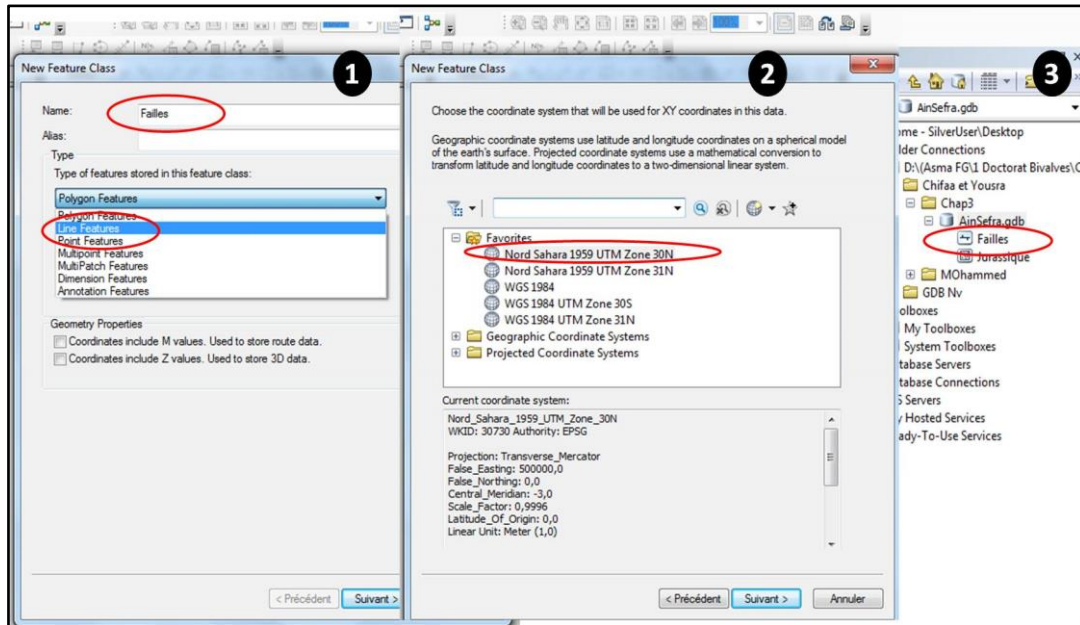 100%
1
New Feature Class
Name:
Failles
Alias:
Type
Type of features stored in this feature class:
Polygon Features
Polygon Features
Line Features
Point Features
Multipoint Features
MultiPatch Features
Dimension Features
Annotation Features
Geometry Properties
Coordinates include M values. Used to store route data.
Coordinates include Z values. Used to store 3D data.
< Précédent
Suivant >
2
New Feature Class
Choose the coordinate system that will be used for XY coordinates in this data.
Geographic coordinate systems use latitude and longitude coordinates on a spherical model
of the earth's surface. Projected coordinate systems use a mathematical conversion to
transform latitude and longitude coordinates to a two-dimensional linear system.
Favorites
Nord Sahara 1959 UTM Zone 30N
Nord Sahara 1959 UTM Zone 31N
WGS 1984
WGS 1984 UTM Zone 30S
WGS 1984 UTM Zone 31N
Geographic Coordinate Systems
Projected Coordinate Systems
Current coordinate system:
Nord_Sahara_1959_UTM_Zone_30N
WKID: 30730 Authority: EPSG
Projection: Transverse_Mercator
False_Easting: 500000,0
False_Northing: 0,0
Central_Meridian: -3,0
Scale_Factor: 0,9996
Latitude_Of_Origin: 0,0
Linear Unit: Meter (1,0)
< Précédent
Suivant >
Annuler
3
AinSefra.gdb
ome - SilverUser\Desktop
lder Connections
D:\(Asma FG\1 Doctorat Bivalves\C
Chifaa et Yousra
Chap3
AinSefra.gdb
Failles
Jurassique
MOhammed
GDB Nv
olboxes
My Toolboxes
System Toolboxes
tabase Servers
tabase Connections
S Servers
y Hosted Services
ady-To-Use Services